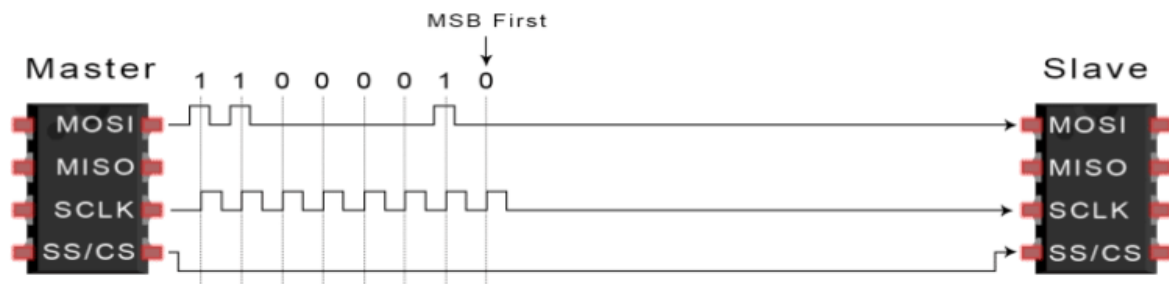 MSB First
Master
Slave
1 1 0 0 0 0 1 0
MOSI
MISO
SCLK
SS/CS
MOSI
MISO
SCLK
SS/CS